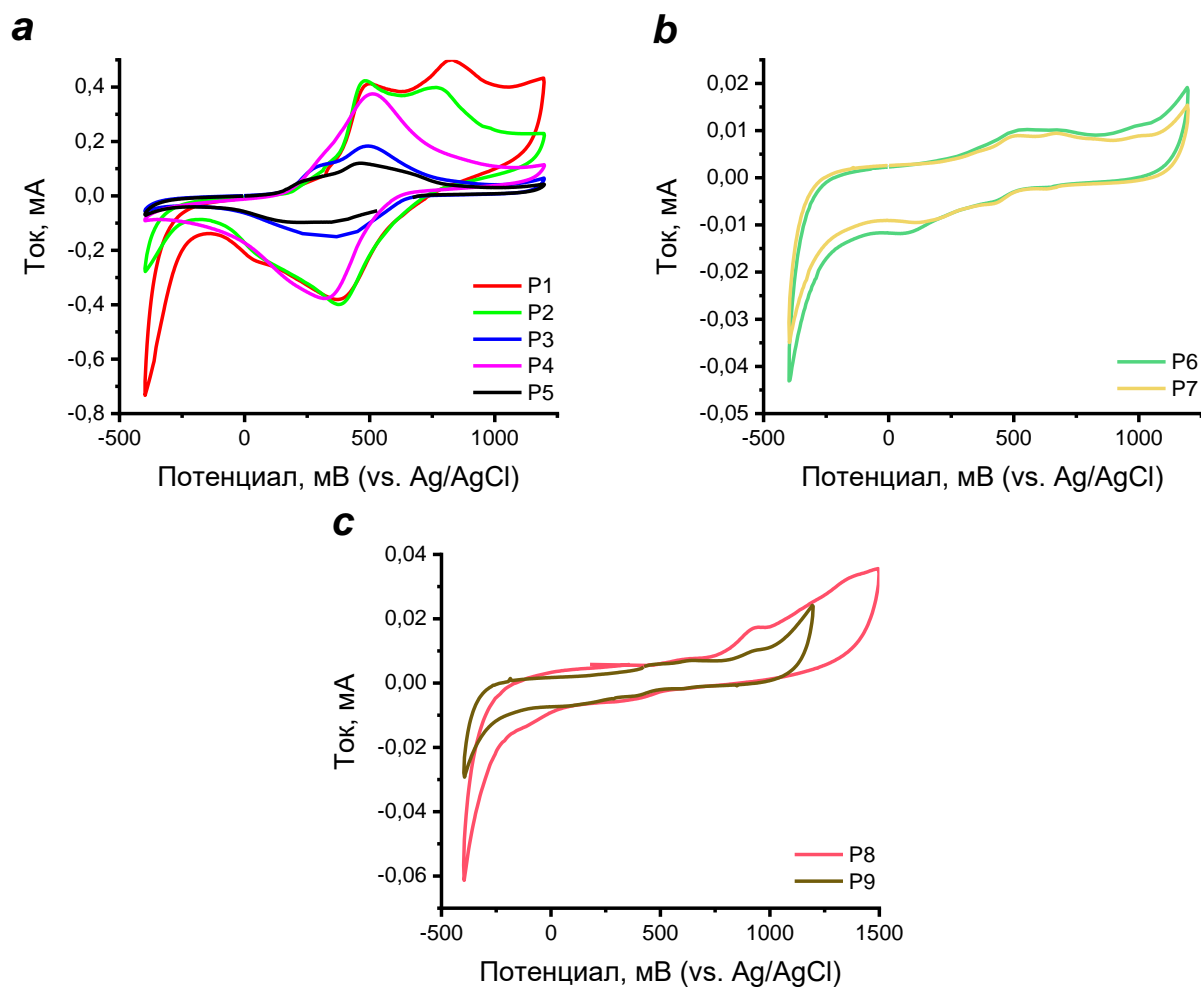 a
0.4
0.2
0.0
-0.2
-0.4
-0.6
-0,8
-500
0
500
1000
Ток, мА
Потенциал, мВ (vs. Ag/AgCl)
P1
P2
P3
P4
P5
b
0,02
0,01
0,00
-0,01
-0,02
-0,03
-0,04
-0,05
-500
0
500
1000
Ток, мА
Потенциал, мВ (vs. Ag/AgCl)
P6
P7
c
0,04
0,02
0,00
-0,02
-0,04
-0,06
-500
0
500
1000
1500
Ток, мА
Потенциал, мВ (vs. Ag/AgCl)
P8
P9